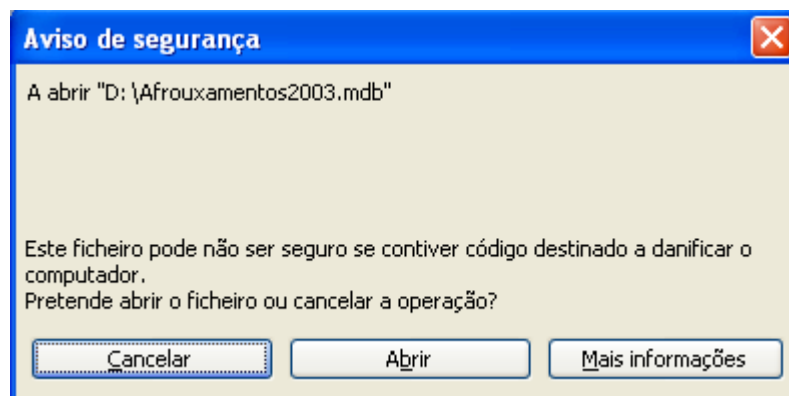 Aviso de segurança
A abrir "D: \Afrouxamentos2003.mdb"
Este ficheiro pode não ser seguro se contiver código destinado a danificar o
computador.
Pretende abrir o ficheiro ou cancelar a operação?
Cancelar Abrir Mais informações